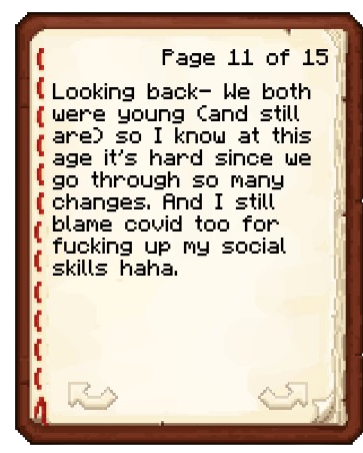 Page 11 of 15
Looking back- We both
were young (and still
are) so I know at this
age it's hard since we
go through so many
changes. And I still
blame covid too for
fucking up my social
skills haha.